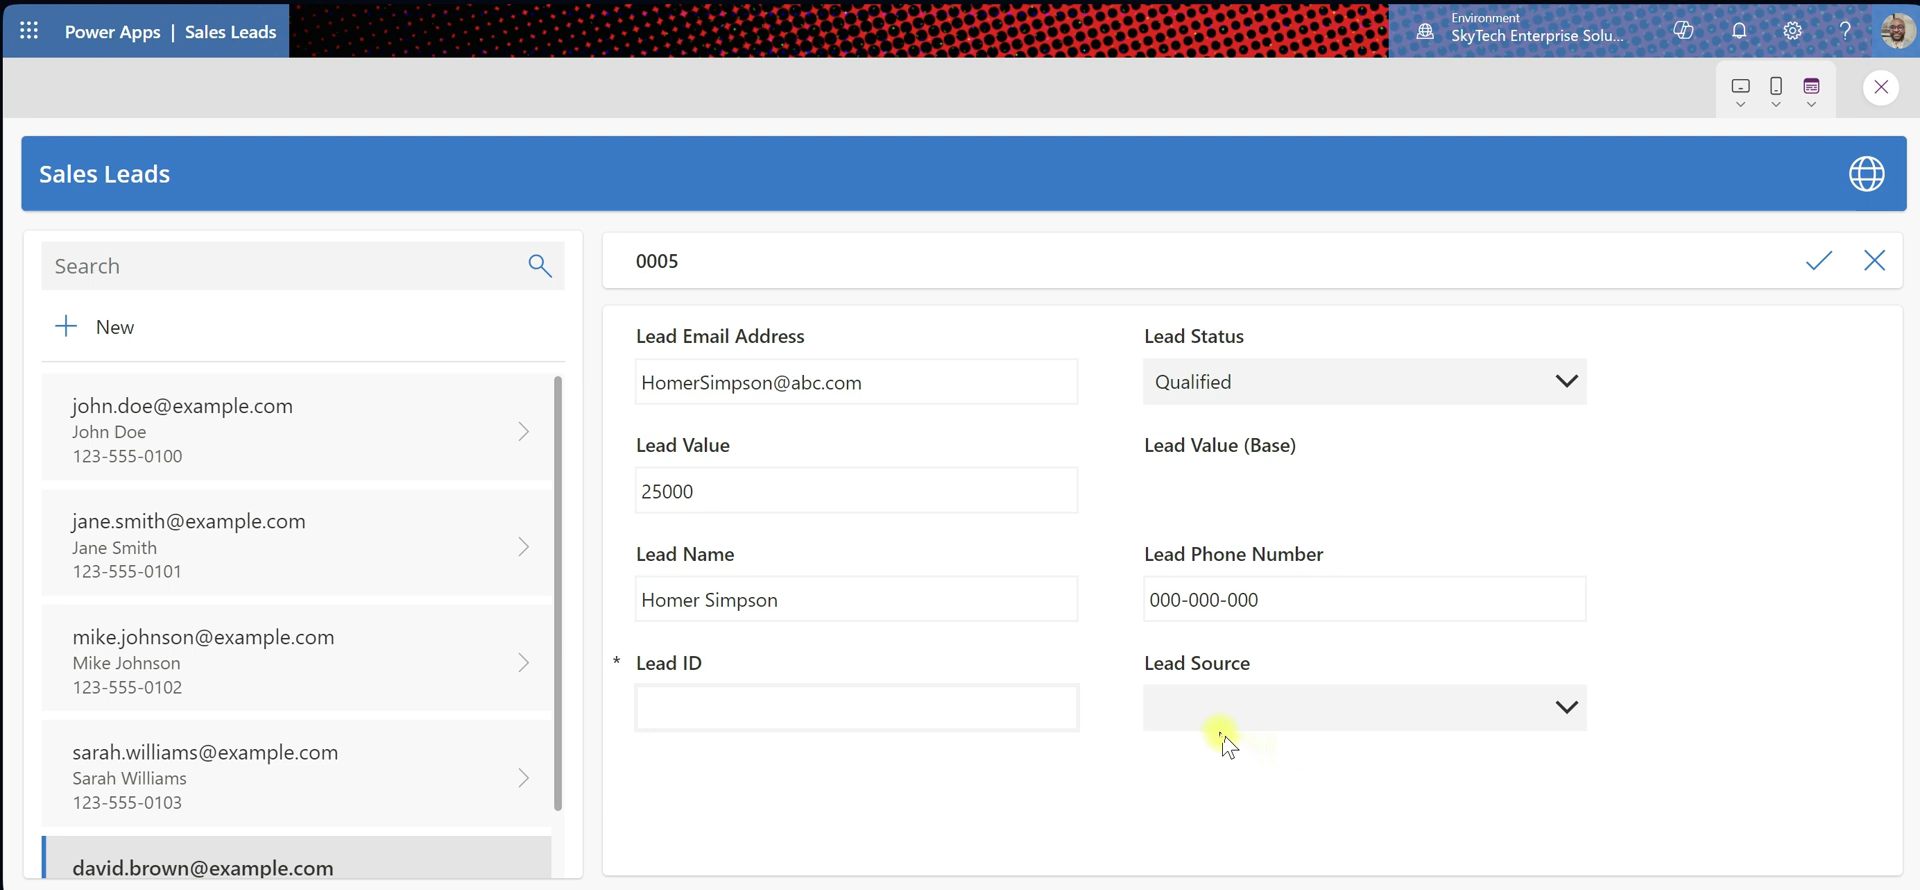 Power Apps | Sales Leads
Environment
SkyTech Enterprise Solu...
?
Sales Leads
Search
New
john.doe@example.com
John Doe
123-555-0100
jane.smith@example.com
Jane Smith
123-555-0101
mike.johnson@example.com
Mike Johnson
123-555-0102
sarah.williams@example.com
Sarah Williams
123-555-0103
david.brown@example.com
0005
Lead Email Address
HomerSimpson@abc.com
Lead Status
Qualified
Lead Value
25000
Lead Value (Base)
Lead Name
Homer Simpson
Lead Phone Number
000-000-000
* Lead ID
Lead Source